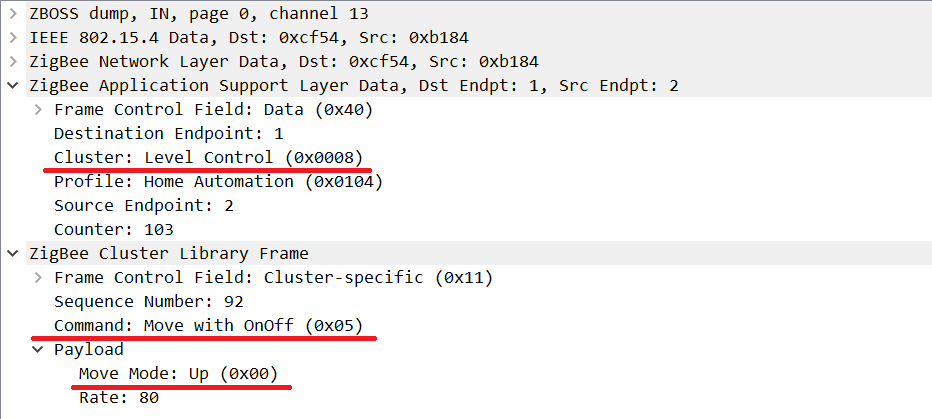 ZBOSS dump, IN, page 0, channel 13
IEEE 802.15.4 Data, Dst: 0xcf54, Src: 0xb184
ZigBee Network Layer Data, Dst: 0xcf54, Src: 0xb184
ZigBee Application Support Layer Data, Dst Endpt: 1, Src Endpt: 2
Frame Control Field: Data (0x40)
Destination Endpoint: 1
Cluster: Level Control (0x0008)
Profile: Home Automation (0x0104)
Source Endpoint: 2
Counter: 103
ZigBee Cluster Library Frame
Frame Control Field: Cluster-specific (0x11)
Sequence Number: 92
Command: Move with OnOff (0x05)
Payload
Move Mode: Up (0x00)
Rate: 80